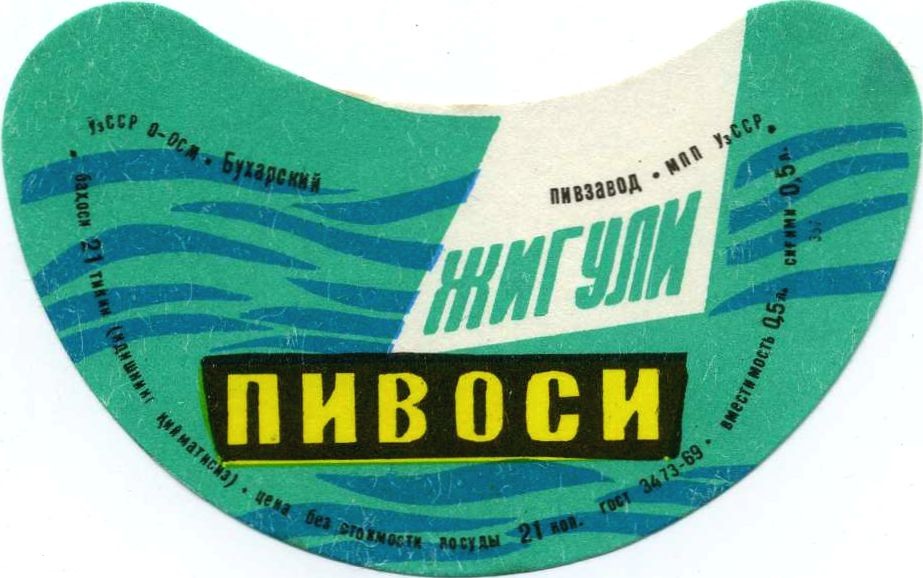 УзССР О-ОСМ • Бухарский
пивзавод • МПП УзССР •
ЖИГУЛИ
ПИВОСИ
• бахоси 21 тийин (идишнинг қийматисиз) • цена без стоимости посуды 21 коп. ГОСТ 3473-69 • вместимость 0,5 л. сиғими 0,5 л.